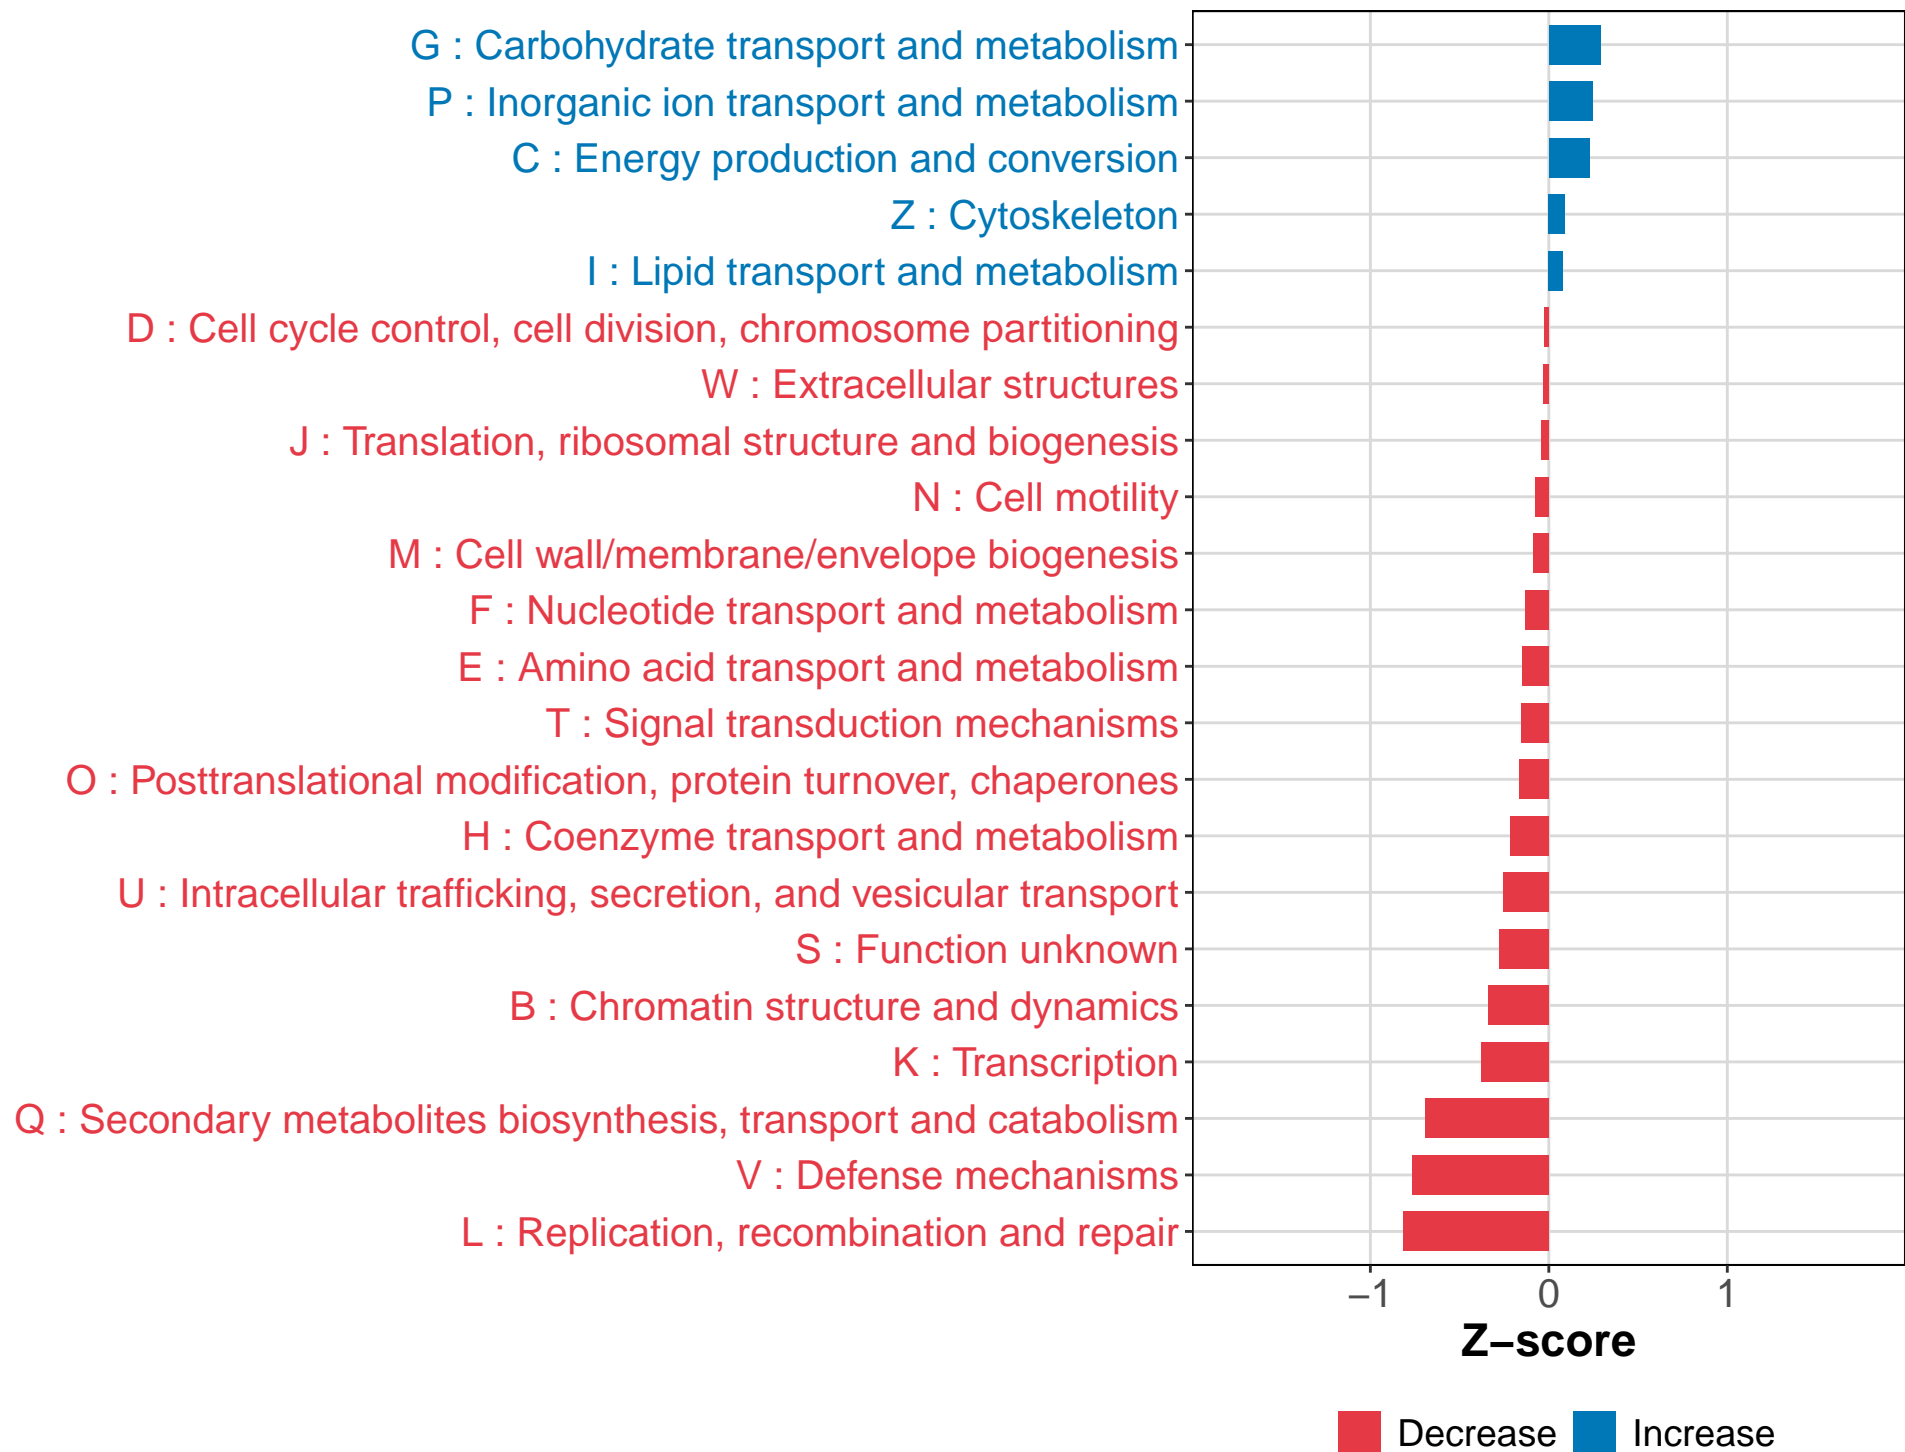 G : Carbohydrate transport and metabolism
P : Inorganic ion transport and metabolism
C : Energy production and conversion
Z : Cytoskeleton
I : Lipid transport and metabolism
D : Cell cycle control, cell division, chromosome partitioning
W : Extracellular structures
J : Translation, ribosomal structure and biogenesis
N : Cell motility
M : Cell wall/membrane/envelope biogenesis
F : Nucleotide transport and metabolism
E : Amino acid transport and metabolism
T : Signal transduction mechanisms
O : Posttranslational modification, protein turnover, chaperones
H : Coenzyme transport and metabolism
U : Intracellular trafficking, secretion, and vesicular transport
S : Function unknown
B : Chromatin structure and dynamics
K : Transcription
Q : Secondary metabolites biosynthesis, transport and catabolism
V : Defense mechanisms
L : Replication, recombination and repair
−1 0 1
Z−score
Decrease Increase